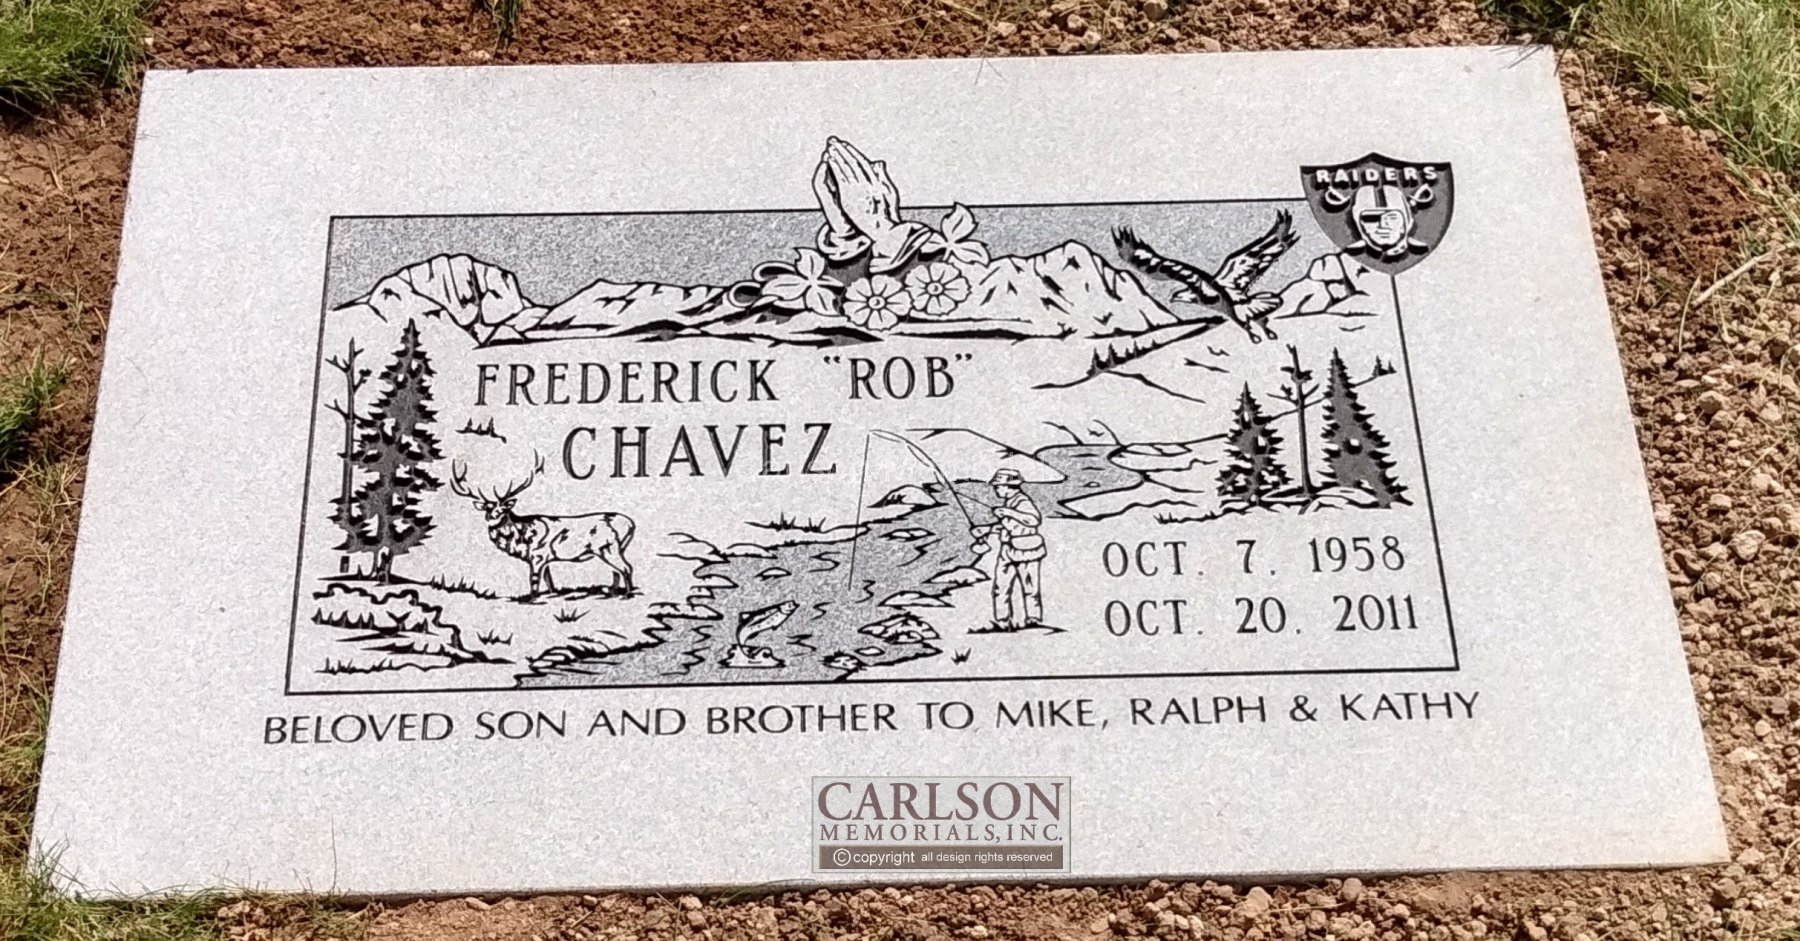 RAIDERS
FREDERICK "ROB"
CHAVEZ
OCT. 7. 1958
OCT. 20. 2011
BELOVED SON AND BROTHER TO MIKE, RALPH & KATHY
CARLSON
MEMORIALS, INC.
© copyright all design rights reserved